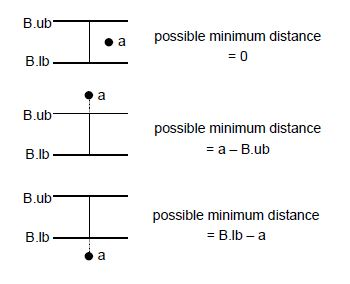 B.ub
a
B.lb
possible minimum distance
= 0
a
B.ub
B.lb
possible minimum distance
= a – B.ub
B.ub
B.lb
a
possible minimum distance
= B.lb – a